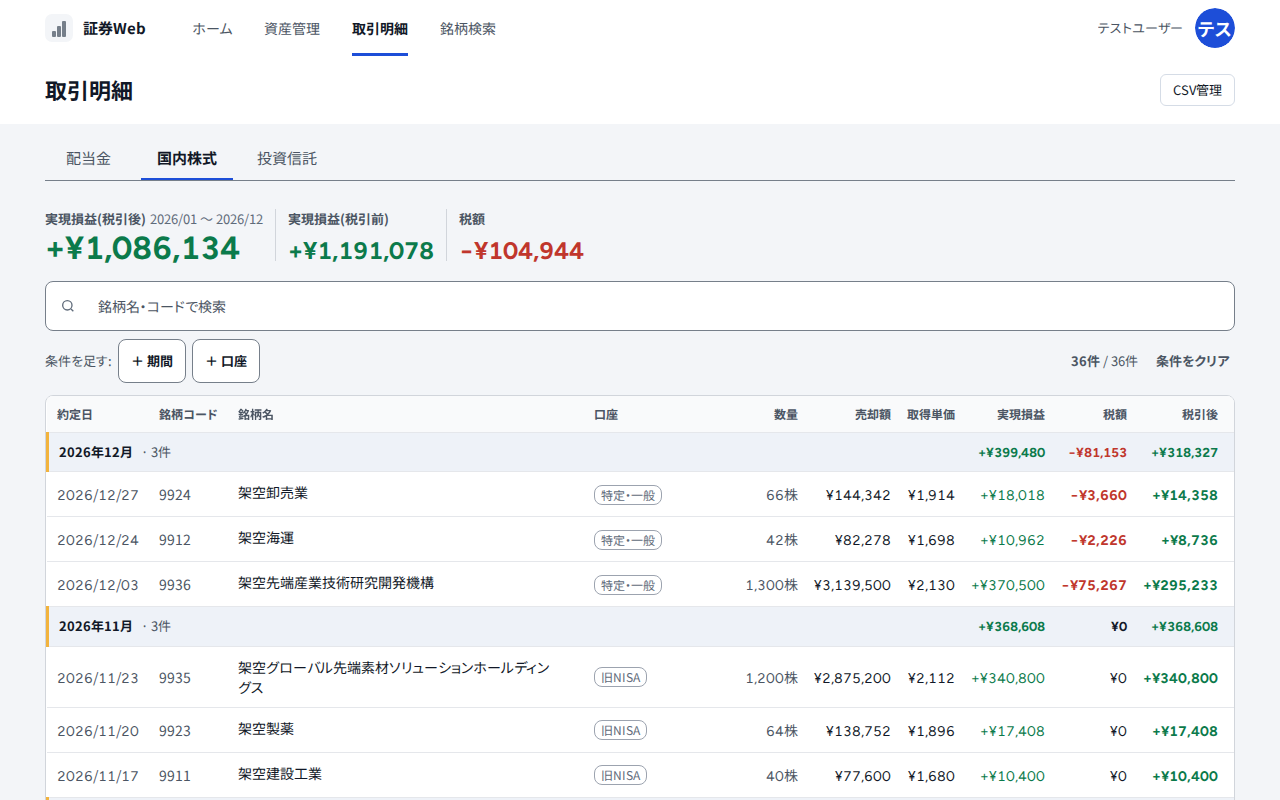 証券Web
ホーム
資産管理
取引明細
銘柄検索
テストユーザー
テス
取引明細
CSV管理
配当金
国内株式
投資信託
実現損益(税引後) 2026/01 〜 2026/12
+¥1,086,134
実現損益(税引前)
+¥1,191,078
税額
-¥104,944
銘柄名・コードで検索
条件を足す:
+ 期間
+ 口座
36件 / 36件
条件をクリア
約定日 銘柄コード 銘柄名 口座 数量 売却額 取得単価 実現損益 税額 税引後
2026年12月 · 3件 +¥399,480 -¥81,153 +¥318,327
2026/12/27 9924 架空卸売業 特定・一般 66株 ¥144,342 ¥1,914 +¥18,018 -¥3,660 +¥14,358
2026/12/24 9912 架空海運 特定・一般 42株 ¥82,278 ¥1,698 +¥10,962 -¥2,226 +¥8,736
2026/12/03 9936 架空先端産業技術研究開発機構 特定・一般 1,300株 ¥3,139,500 ¥2,130 +¥370,500 -¥75,267 +¥295,233
2026年11月 · 3件 +¥368,608 ¥0 +¥368,608
2026/11/23 9935 架空グローバル先端素材ソリューションホールディン
グス 旧NISA 1,200株 ¥2,875,200 ¥2,112 +¥340,800 ¥0 +¥340,800
2026/11/20 9923 架空製薬 旧NISA 64株 ¥138,752 ¥1,896 +¥17,408 ¥0 +¥17,408
2026/11/17 9911 架空建設工業 旧NISA 40株 ¥77,600 ¥1,680 +¥10,400 ¥0 +¥10,400